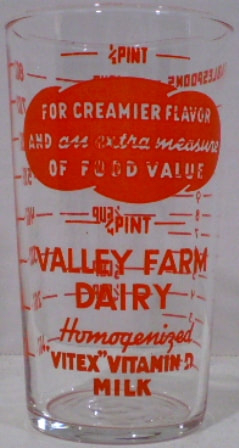 ½ PINT
FOR CREAMIER FLAVOR
AND an extra measure
OF FOOD VALUE
¼ PINT
VALLEY FARM
DAIRY
Homogenized
"VITEX" VITAMIN-D
MILK